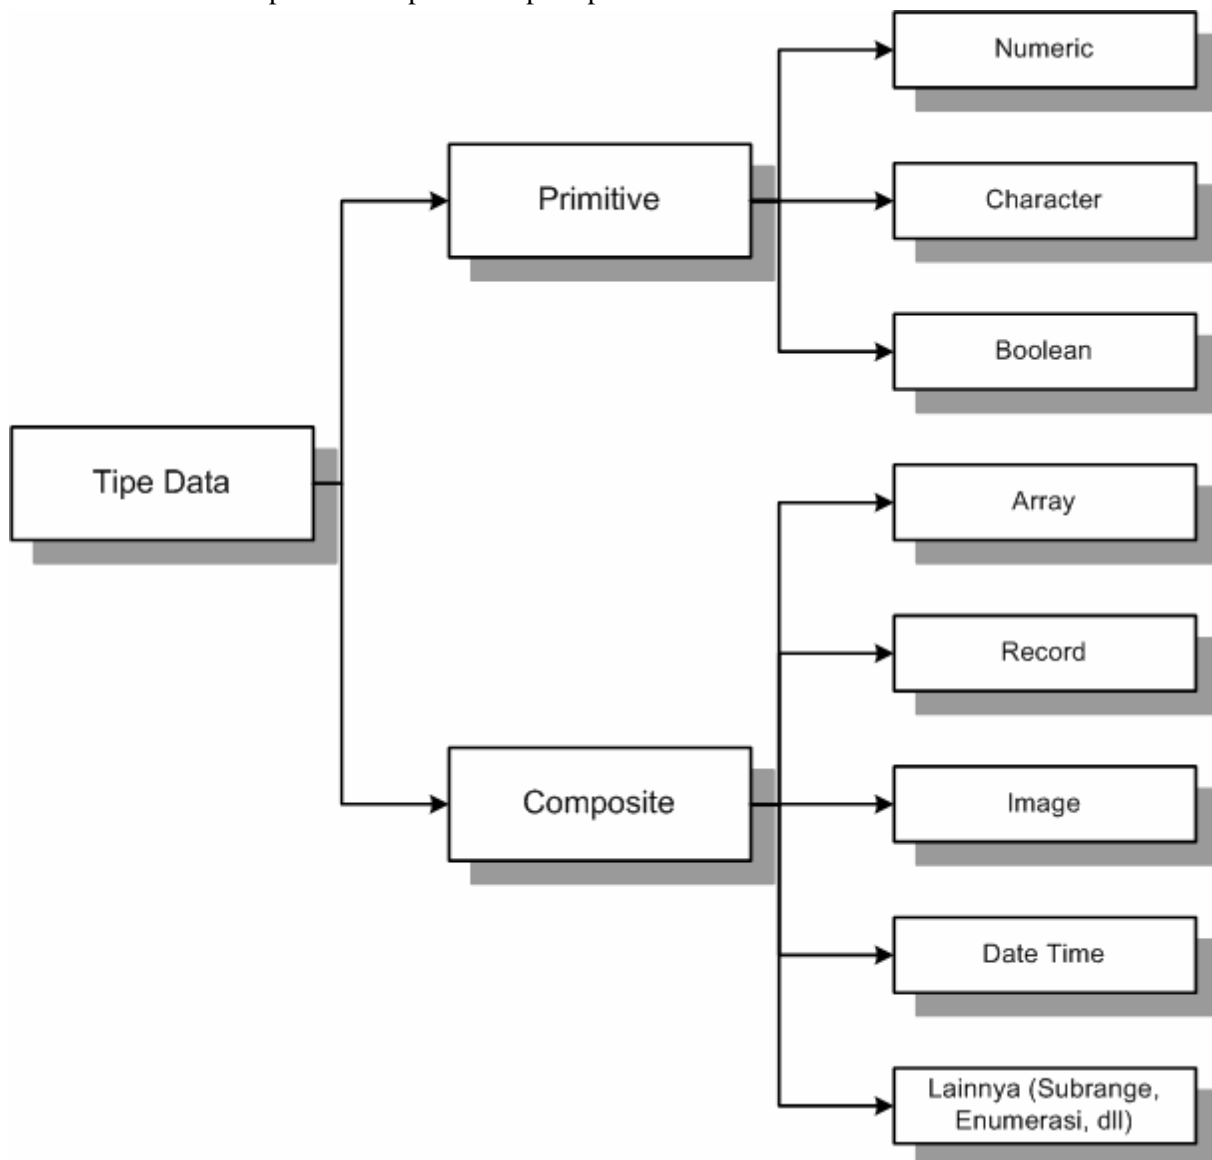 Numeric
Primitive
Character
Boolean
Tipe Data
Array
Record
Composite
Image
Date Time
Lainnya (Subrange,
Enumerasi, dll)